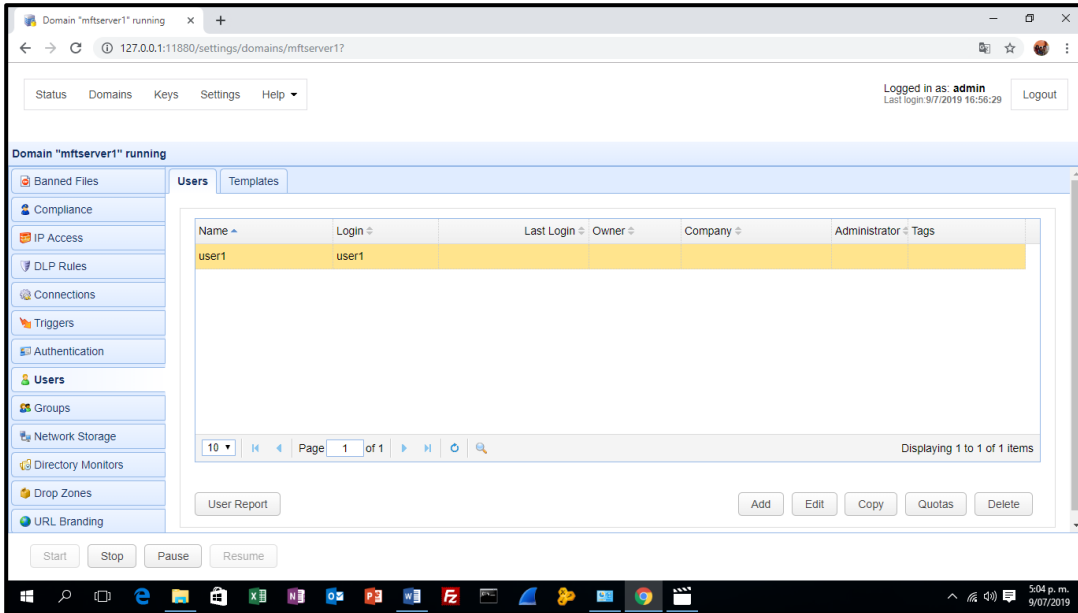 Domain "mftserver1" running
127.0.0.1:11880/settings/domains/mftserver1?
Status Domains Keys Settings Help
Logged in as: admin
Last login:9/7/2019 16:56:29
Logout
Domain "mftserver1" running
Banned Files
Compliance
IP Access
DLP Rules
Connections
Triggers
Authentication
Users
Groups
Network Storage
Directory Monitors
Drop Zones
URL Branding
Users Templates
Name Login Last Login Owner Company Administrator Tags
user1 user1
10 Page 1 of 1 Displaying 1 to 1 of 1 items
User Report Add Edit Copy Quotas Delete
Start Stop Pause Resume
5:04 p. m.
9/07/2019